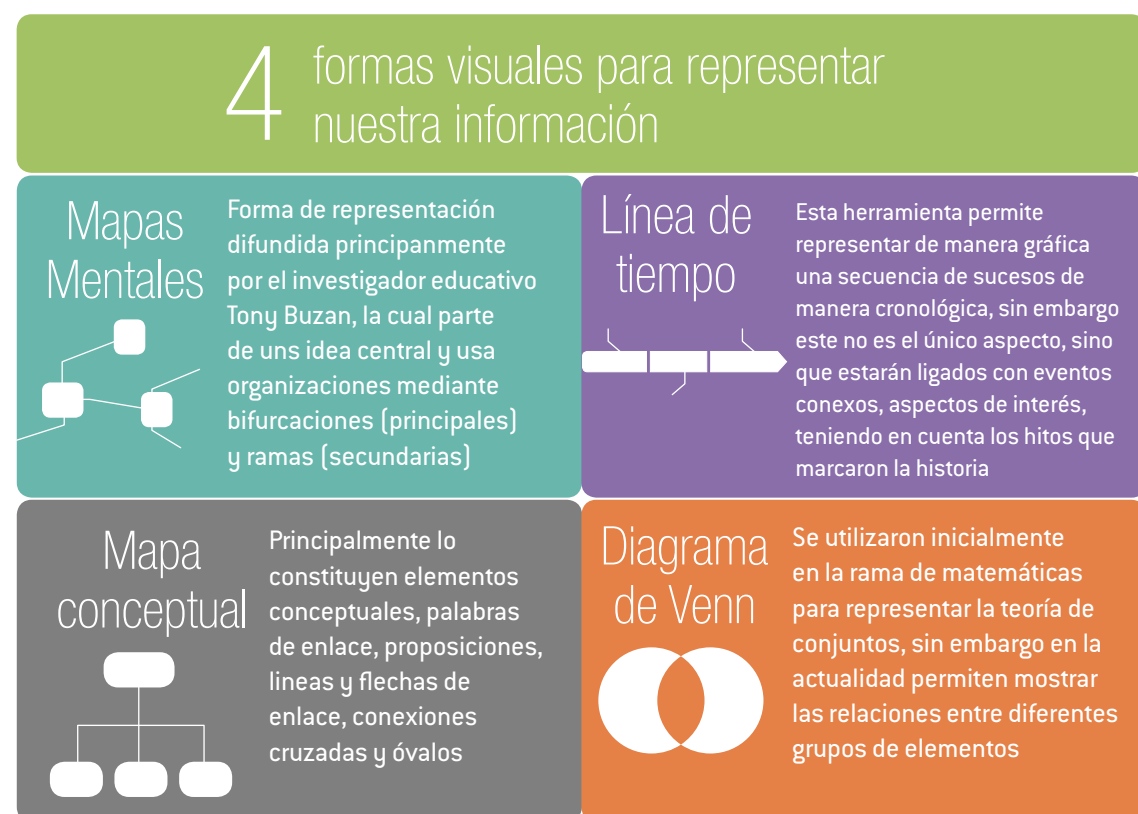 4 formas visuales para representar
nuestra información
Mapas
Mentales
Forma de representación
difundida principanmente
por el investigador educativo
Tony Buzan, la cual parte
de uns idea central y usa
organizaciones mediante
bifurcaciones (principales)
y ramas (secundarias)
Línea de
tiempo
Esta herramienta permite
representar de manera gráfica
una secuencia de sucesos de
manera cronológica, sin embargo
este no es el único aspecto, sino
que estarán ligados con eventos
conexos, aspectos de interés,
teniendo en cuenta los hitos que
marcaron la historia
Mapa
conceptual
Principalmente lo
constituyen elementos
conceptuales, palabras
de enlace, proposiciones,
lineas y flechas de
enlace, conexiones
cruzadas y óvalos
Diagrama
de Venn
Se utilizaron inicialmente
en la rama de matemáticas
para representar la teoría de
conjuntos, sin embargo en la
actualidad permiten mostrar
las relaciones entre diferentes
grupos de elementos